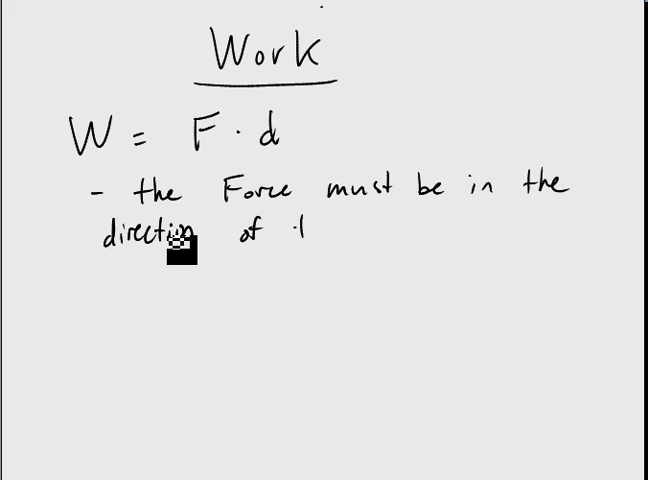 Work
W = F · d
- the Force must be in the
direction of